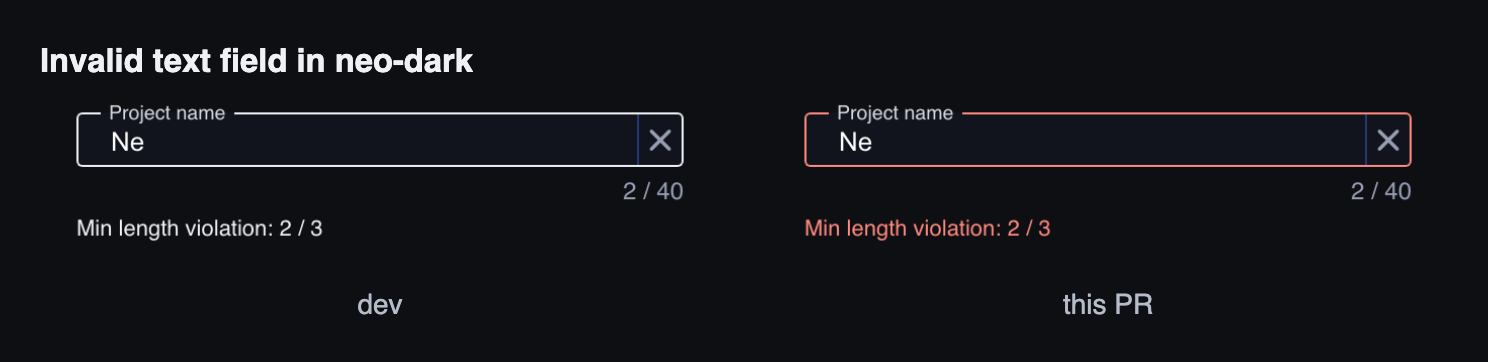 Invalid text field in neo-dark
Project name
Ne
2 / 40
Min length violation: 2 / 3
dev
Project name
Ne
2 / 40
Min length violation: 2 / 3
this PR